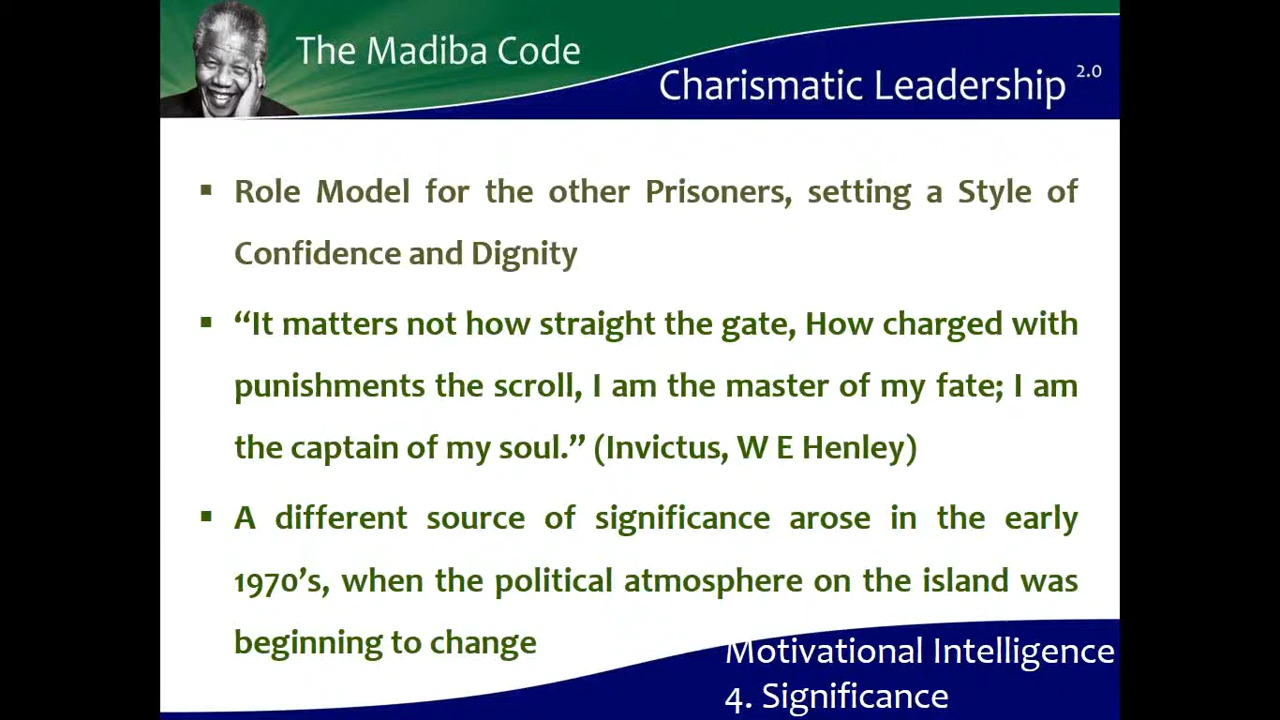 The Madiba Code
Charismatic Leadership 2.0
▪ Role Model for the other Prisoners, setting a Style of
Confidence and Dignity
▪ “It matters not how straight the gate, How charged with
punishments the scroll, I am the master of my fate; I am
the captain of my soul.” (Invictus, W E Henley)
▪ A different source of significance arose in the early
1970’s, when the political atmosphere on the island was
beginning to change
Motivational Intelligence
4. Significance